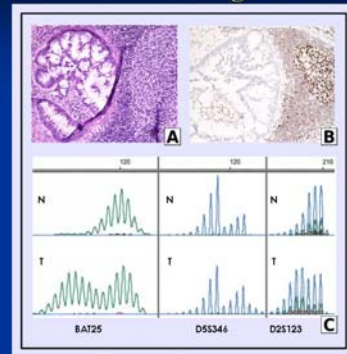 A B
120 120 210
N N N
T T T
BAT25 D5S346 D2S123 C